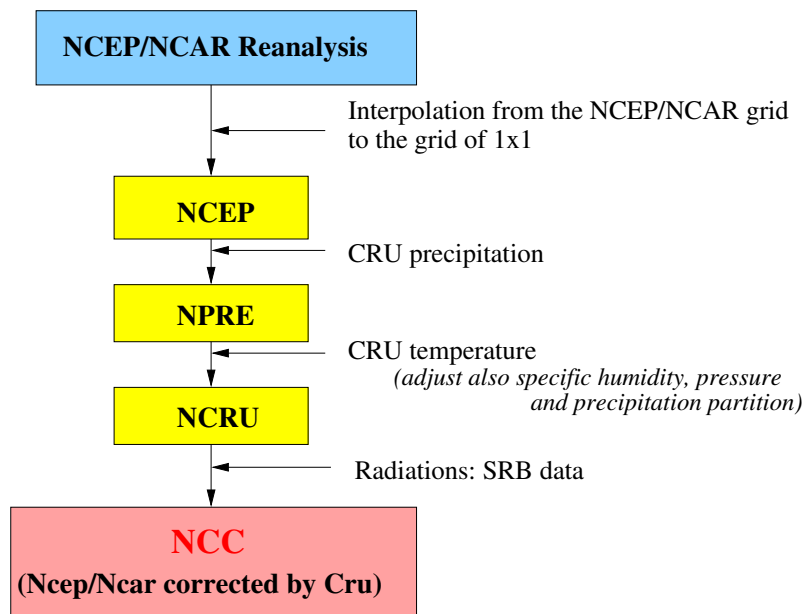 NCEP/NCAR Reanalysis
Interpolation from the NCEP/NCAR grid
to the grid of 1x1
NCEP
CRU precipitation
NPRE
CRU temperature
(adjust also specific humidity, pressure
and precipitation partition)
NCRU
Radiations: SRB data
NCC
(Ncep/Ncar corrected by Cru)